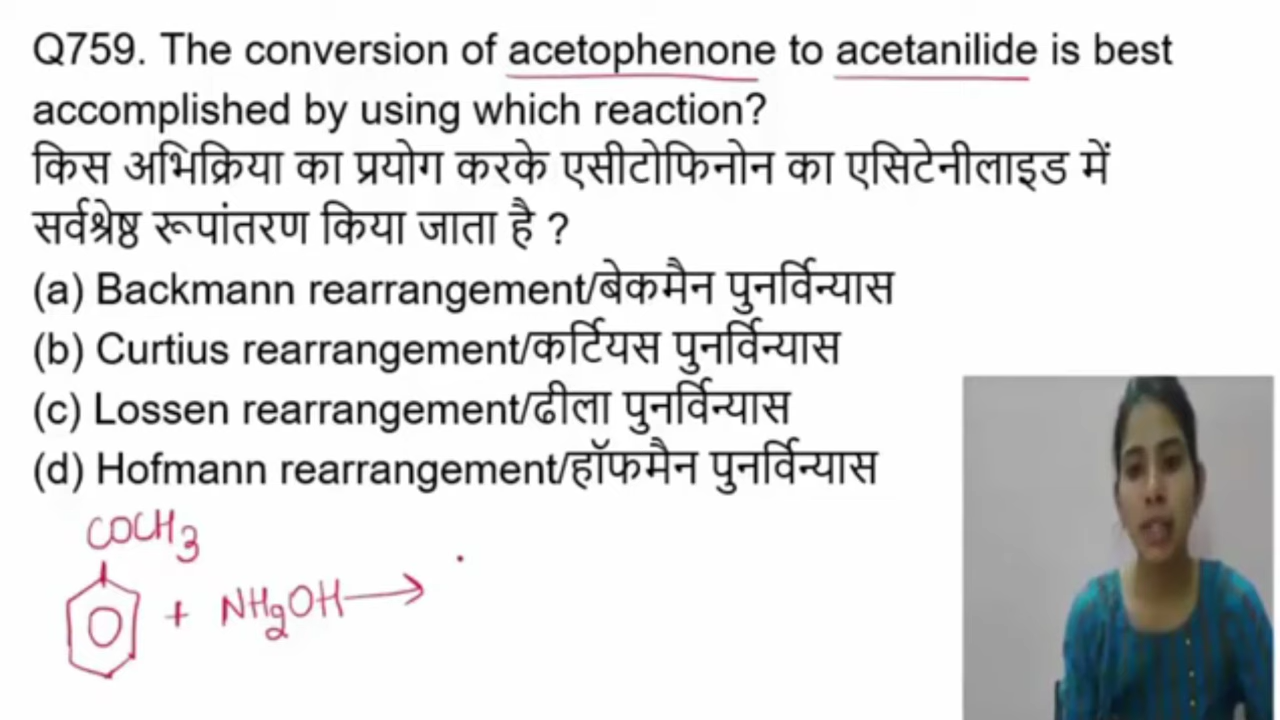 Q759. The conversion of acetophenone to acetanilide is best
accomplished by using which reaction?
किस अभिक्रिया का प्रयोग करके एसीटोफिनोन का एसिटेनीलाइड में
सर्वश्रेष्ठ रूपांतरण किया जाता है ?
(a) Backmann rearrangement/बेकमैन पुनर्विन्यास
(b) Curtius rearrangement/कर्टियस पुनर्विन्यास
(c) Lossen rearrangement/ढीला पुनर्विन्यास
(d) Hofmann rearrangement/हॉफमैन पुनर्विन्यास
COCH3
+ NH2OH→